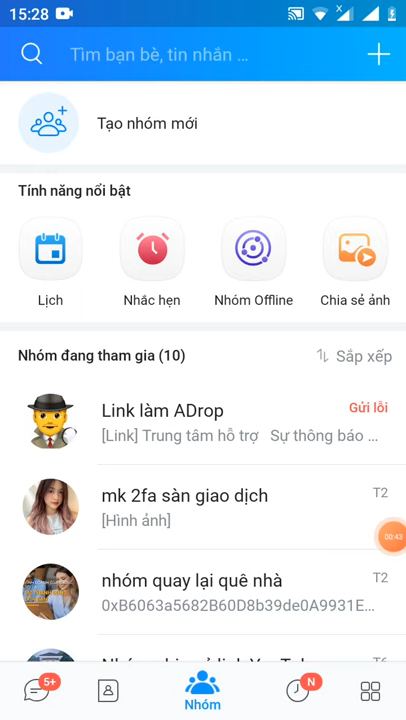 15:28
Tìm bạn bè, tin nhắn ...
Tạo nhóm mới
Tính năng nổi bật
Lịch
Nhắc hẹn
Nhóm Offline
Chia sẻ ảnh
Nhóm đang tham gia (10)
Sắp xếp
Link làm ADrop
Gửi lỗi
[Link] Trung tâm hỗ trợ Sự thông báo ...
mk 2fa sàn giao dịch
T2
[Hình ảnh]
00:43
nhóm quay lại quê nhà
T2
0xB6063a5682B60D8b39de0A9931E...
5+
N
Nhóm